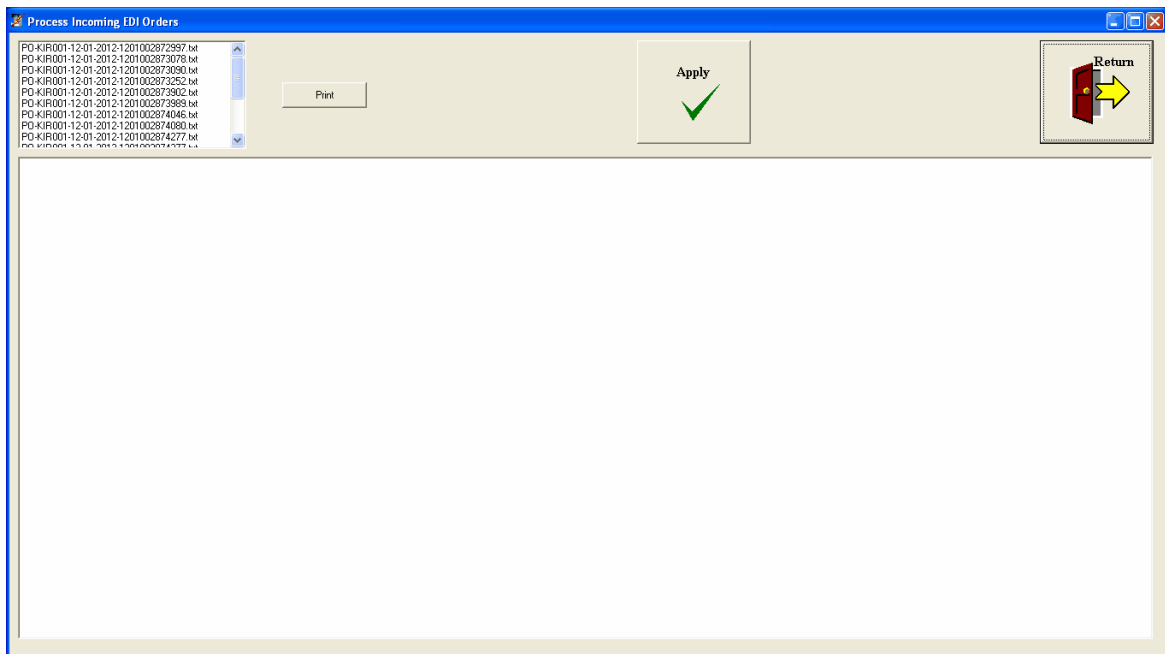 Process Incoming EDI Orders
PO-KIR001-12-01-2012-1201002872997.txt
PO-KIR001-12-01-2012-1201002873078.txt
PO-KIR001-12-01-2012-1201002873090.txt
PO-KIR001-12-01-2012-1201002873252.txt
PO-KIR001-12-01-2012-1201002873902.txt
PO-KIR001-12-01-2012-1201002873989.txt
PO-KIR001-12-01-2012-1201002874046.txt
PO-KIR001-12-01-2012-1201002874080.txt
PO-KIR001-12-01-2012-1201002874277.txt
Print
Apply
Return